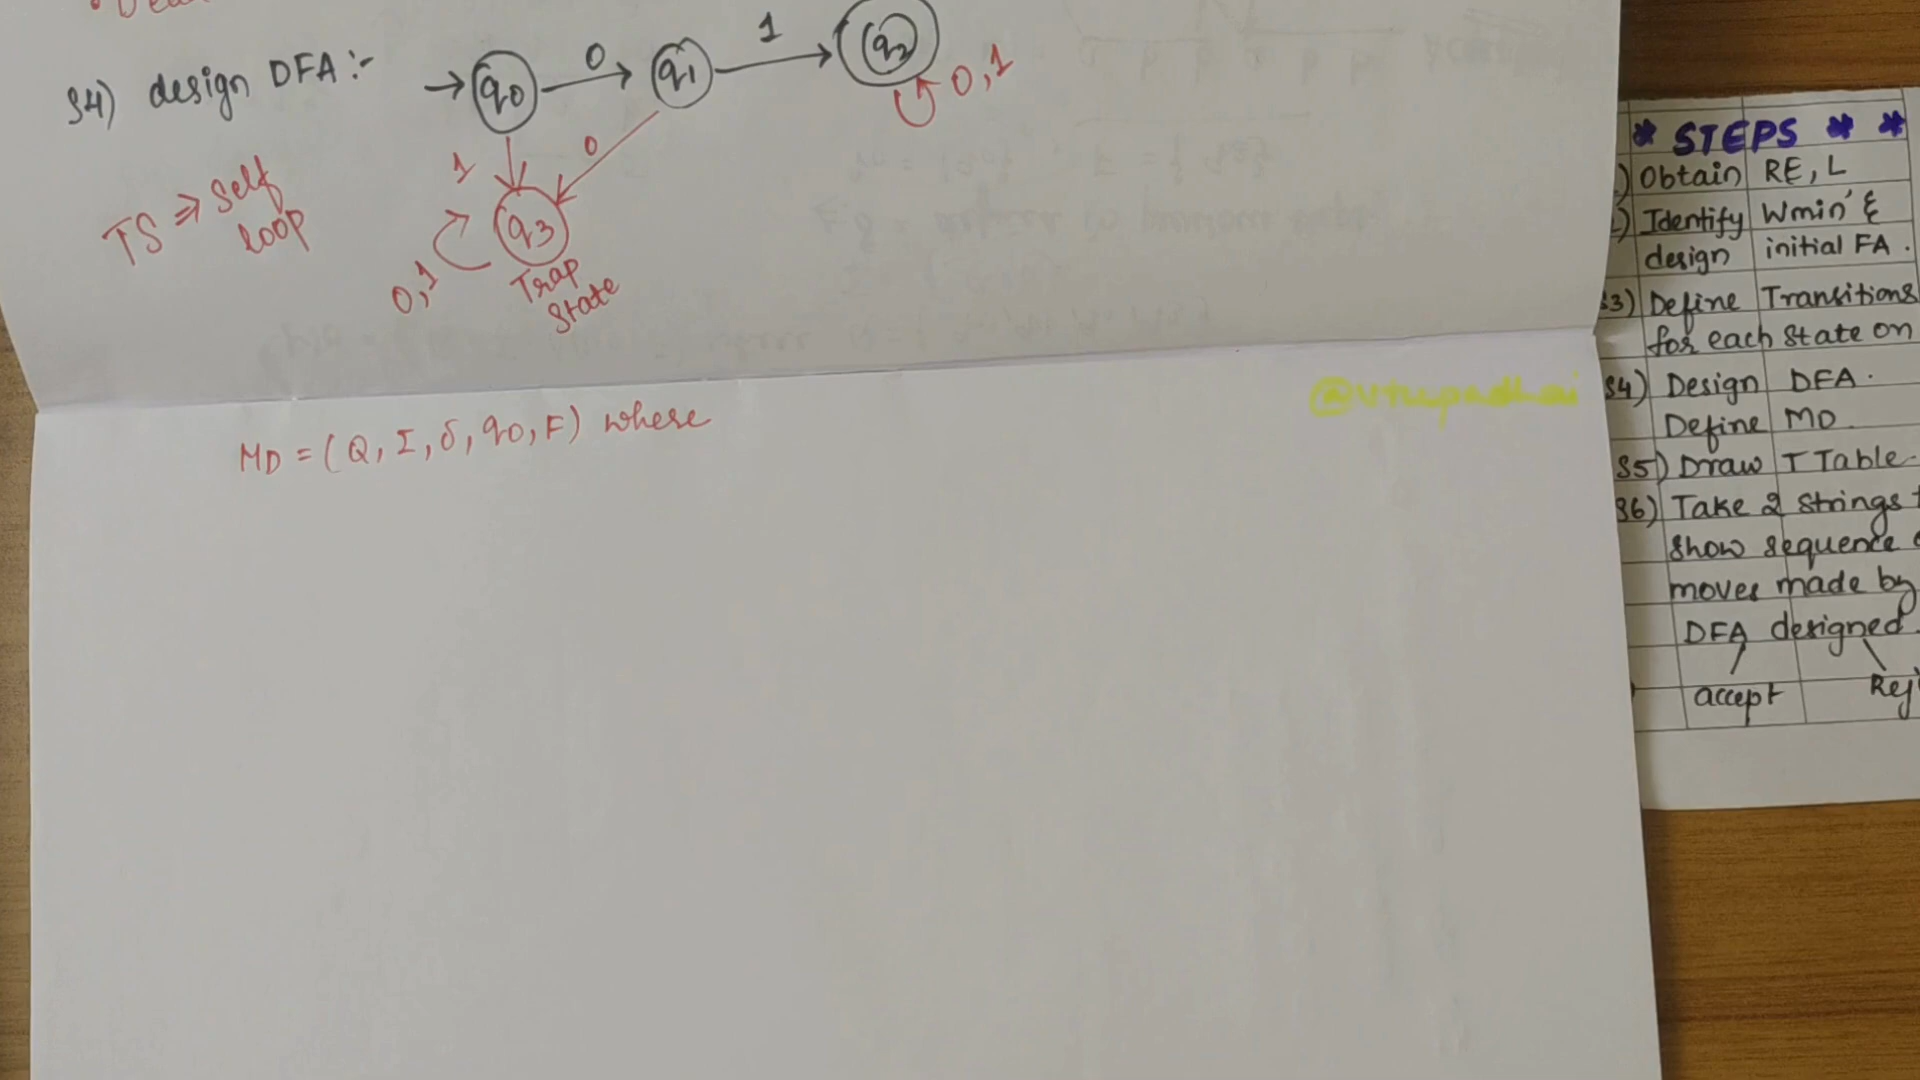 S4) design DFA :-
→ q0 0 q1 1 q2
0,1
1 0
TS ⇒ Self
loop
q3
0,1
Trap
State
MD = (Q, Σ, δ, q0, F) where
@vtupadhai
* STEPS * *
Obtain RE, L
Identify Wmin' &
design initial FA.
S3) Define Transitions
for each State on
S4) Design DFA.
Define MD.
S5) Draw T Table.
S6) Take 2 Strings
show sequence
moves made by
DFA designed.
accept Rej